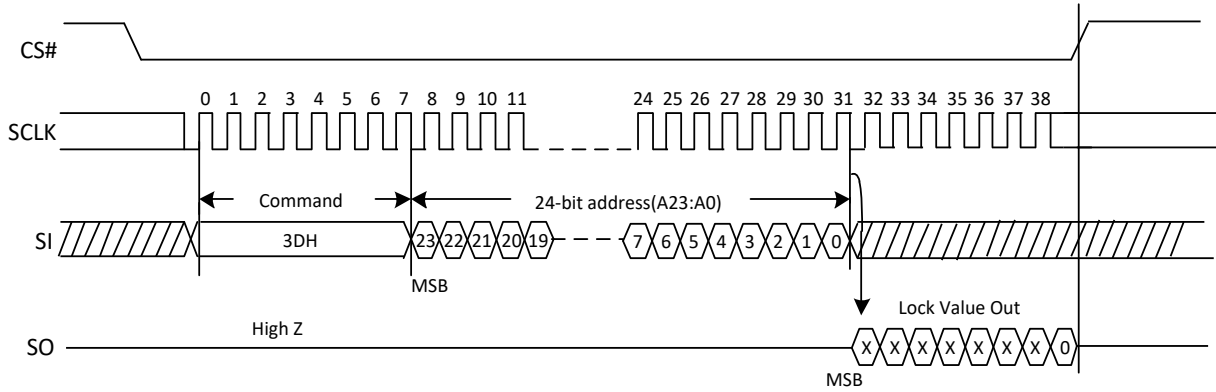 CS#
0 1 2 3 4 5 6 7 8 9 10 11 24 25 26 27 28 29 30 31 32 33 34 35 36 37 38
SCLK
Command 24-bit address(A23:A0)
SI 3DH 23 22 21 20 19 7 6 5 4 3 2 1 0
MSB
Lock Value Out
High Z
SO X X X X X X X 0
MSB